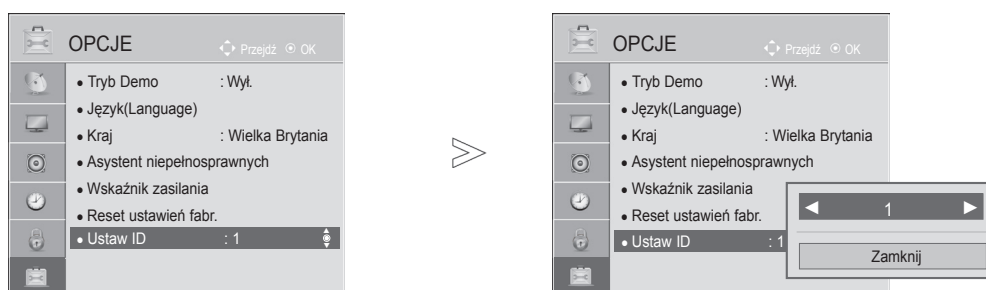 OPCJE
Przejdź OK
• Tryb Demo : Wył.
• Język(Language)
• Kraj : Wielka Brytania
• Asystent niepełnosprawnych
• Wskaźnik zasilania
• Reset ustawień fabr.
• Ustaw ID : 1
OPCJE
Przejdź OK
• Tryb Demo : Wył.
• Język(Language)
• Kraj : Wielka Brytania
• Asystent niepełnosprawnych
• Wskaźnik zasilania
• Reset ustawień fabr.
• Ustaw ID : 1
◄ 1 ►
Zamknij